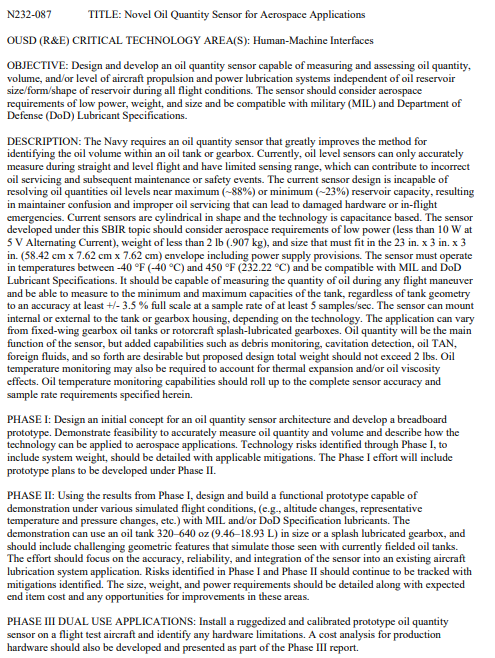 N232-087 TITLE: Novel Oil Quantity Sensor for Aerospace Applications
OUSD (R&E) CRITICAL TECHNOLOGY AREA(S): Human-Machine Interfaces
OBJECTIVE: Design and develop an oil quantity sensor capable of measuring and assessing oil quantity,
volume, and/or level of aircraft propulsion and power lubrication systems independent of oil reservoir
size/form/shape of reservoir during all flight conditions. The sensor should consider aerospace
requirements of low power, weight, and size and be compatible with military (MIL) and Department of
Defense (DoD) Lubricant Specifications.
DESCRIPTION: The Navy requires an oil quantity sensor that greatly improves the method for
identifying the oil volume within an oil tank or gearbox. Currently, oil level sensors can only accurately
measure during straight and level flight and have limited sensing range, which can contribute to incorrect
oil servicing and subsequent maintenance or safety events. The current sensor design is incapable of
resolving oil quantities oil levels near maximum (~88%) or minimum (~23%) reservoir capacity, resulting
in maintainer confusion and improper oil servicing that can lead to damaged hardware or in-flight
emergencies. Current sensors are cylindrical in shape and the technology is capacitance based. The sensor
developed under this SBIR topic should consider aerospace requirements of low power (less than 10 W at
5 V Alternating Current), weight of less than 2 lb (.907 kg), and size that must fit in the 23 in. x 3 in. x 3
in. (58.42 cm x 7.62 cm x 7.62 cm) envelope including power supply provisions. The sensor must operate
in temperatures between -40 °F (-40 °C) and 450 °F (232.22 °C) and be compatible with MIL and DoD
Lubricant Specifications. It should be capable of measuring the quantity of oil during any flight maneuver
and be able to measure to the minimum and maximum capacities of the tank, regardless of tank geometry
to an accuracy at least +/- 3.5 % full scale at a sample rate of at least 5 samples/sec. The sensor can mount
internal or external to the tank or gearbox housing, depending on the technology. The application can vary
from fixed-wing gearbox oil tanks or rotorcraft splash-lubricated gearboxes. Oil quantity will be the main
function of the sensor, but added capabilities such as debris monitoring, cavitation detection, oil TAN,
foreign fluids, and so forth are desirable but proposed design total weight should not exceed 2 lbs. Oil
temperature monitoring may also be required to account for thermal expansion and/or oil viscosity
effects. Oil temperature monitoring capabilities should roll up to the complete sensor accuracy and
sample rate requirements specified herein.
PHASE I: Design an initial concept for an oil quantity sensor architecture and develop a breadboard
prototype. Demonstrate feasibility to accurately measure oil quantity and volume and describe how the
technology can be applied to aerospace applications. Technology risks identified through Phase I, to
include system weight, should be detailed with applicable mitigations. The Phase I effort will include
prototype plans to be developed under Phase II.
PHASE II: Using the results from Phase I, design and build a functional prototype capable of
demonstration under various simulated flight conditions, (e.g., altitude changes, representative
temperature and pressure changes, etc.) with MIL and/or DoD Specification lubricants. The
demonstration can use an oil tank 320–640 oz (9.46–18.93 L) in size or a splash lubricated gearbox, and
should include challenging geometric features that simulate those seen with currently fielded oil tanks.
The effort should focus on the accuracy, reliability, and integration of the sensor into an existing aircraft
lubrication system application. Risks identified in Phase I and Phase II should continue to be tracked with
mitigations identified. The size, weight, and power requirements should be detailed along with expected
end item cost and any opportunities for improvements in these areas.
PHASE III DUAL USE APPLICATIONS: Install a ruggedized and calibrated prototype oil quantity
sensor on a flight test aircraft and identify any hardware limitations. A cost analysis for production
hardware should also be developed and presented as part of the Phase III report.